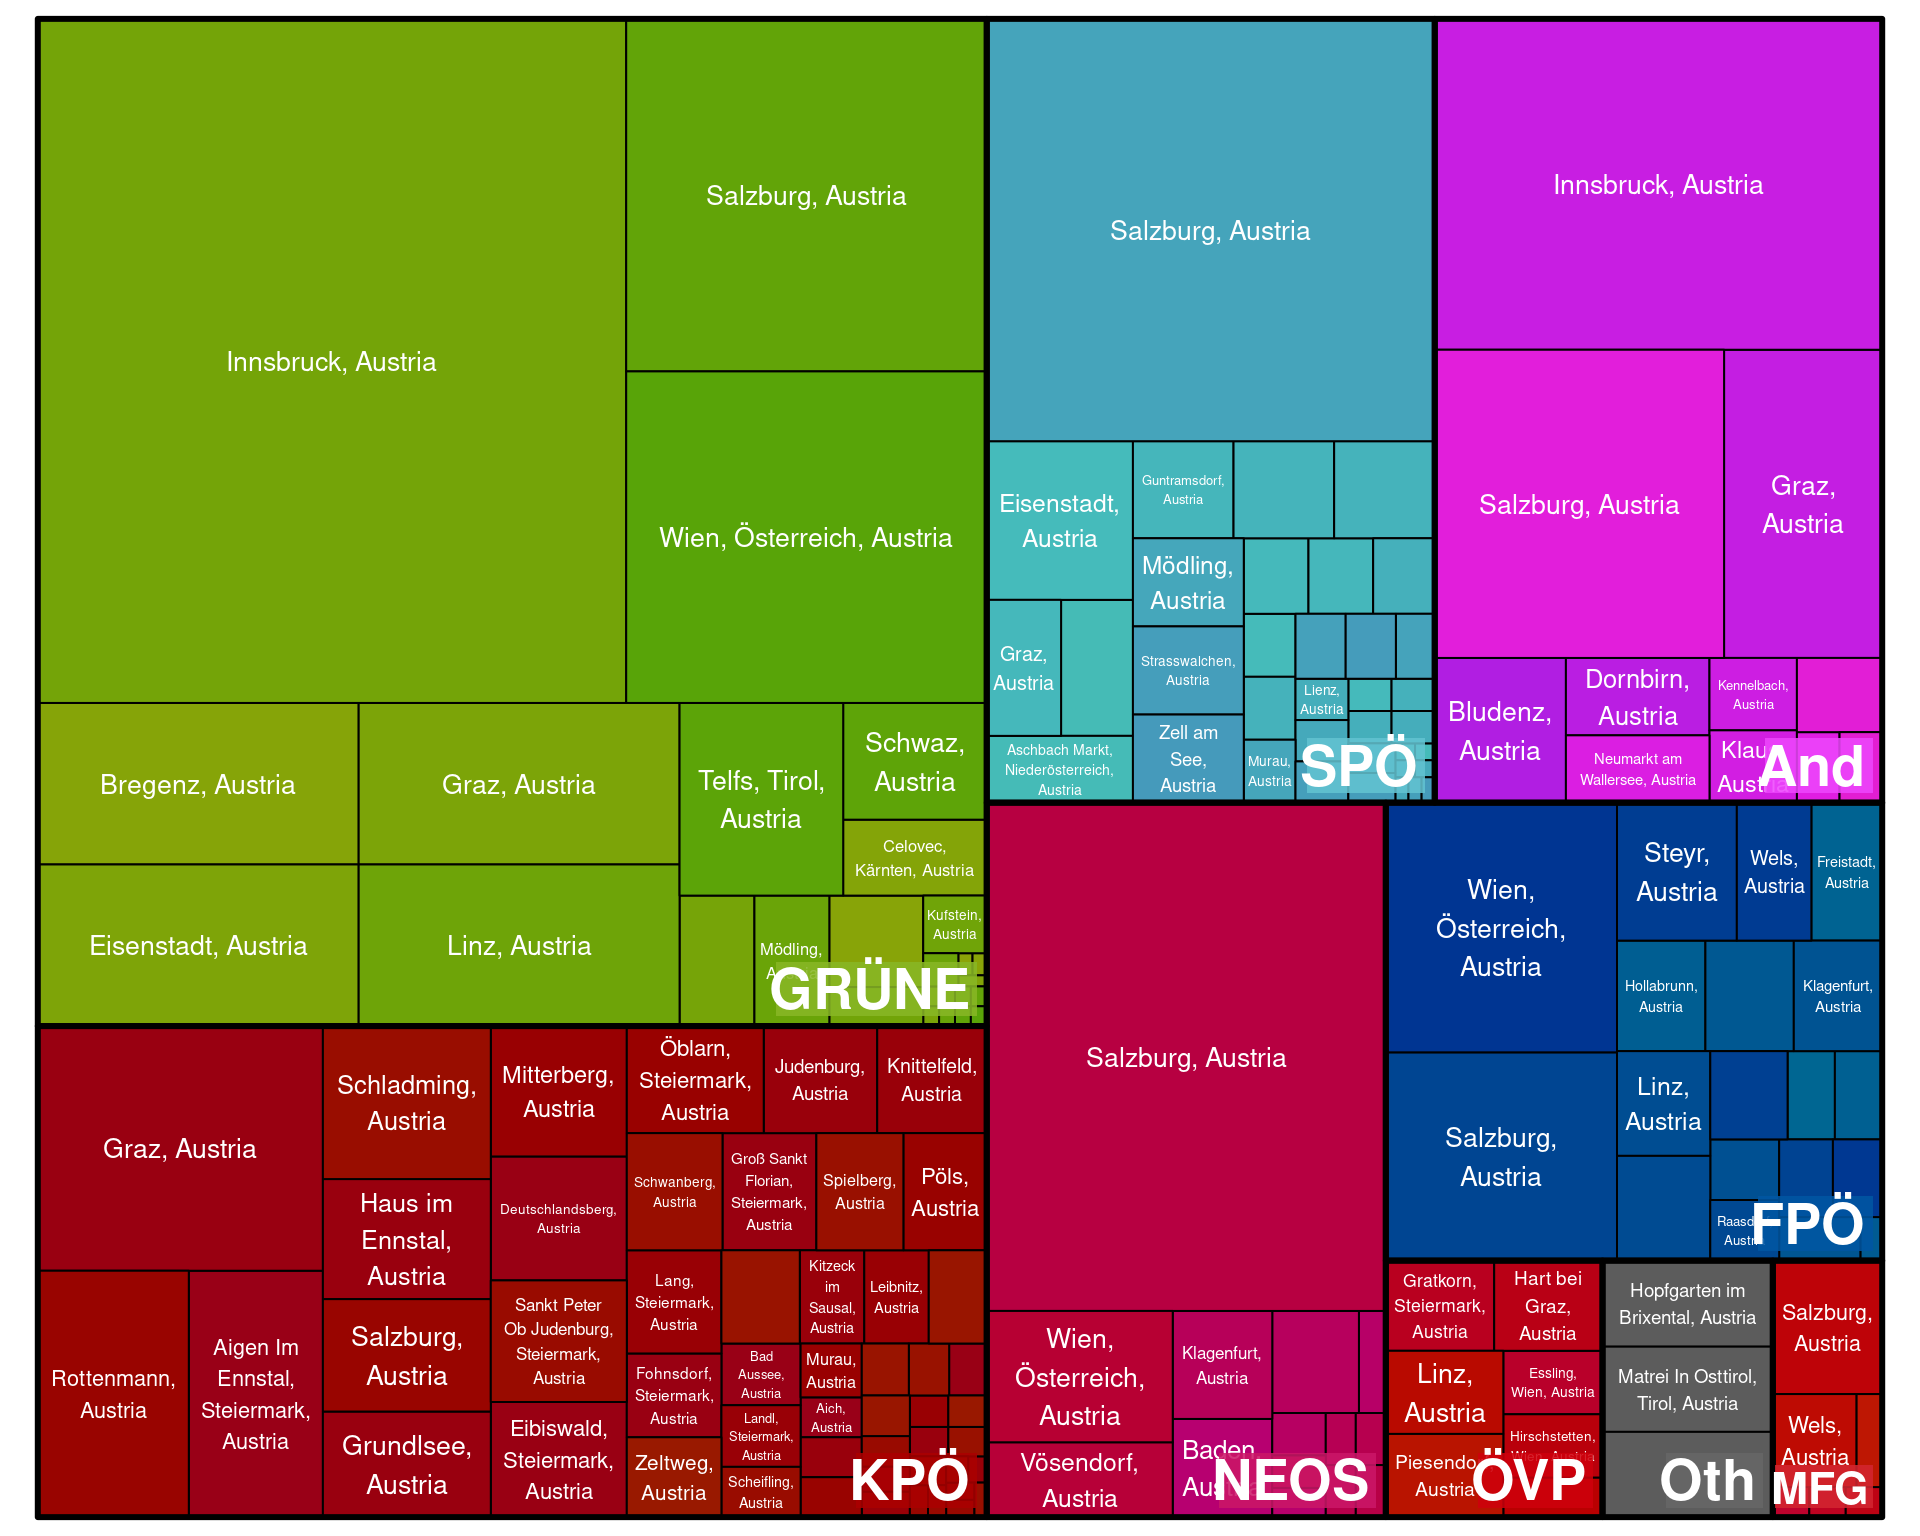 Innsbruck, Austria
Salzburg, Austria
Wien, Österreich, Austria
Bregenz, Austria
Graz, Austria
Telfs, Tirol,
Austria
Schwaz,
Austria
Celovec,
Kärnten, Austria
Eisenstadt, Austria
Linz, Austria
Mödling,
Kufstein,
Austria
GRÜNE
Salzburg, Austria
Eisenstadt,
Austria
Guntramsdorf,
Austria
Mödling,
Austria
Graz,
Austria
Strasswalchen,
Austria
Lienz,
Austria
Aschbach Markt,
Niederösterreich,
Austria
Zell am
See,
Austria
Murau,
Austria
SPÖ
Innsbruck, Austria
Salzburg, Austria
Graz,
Austria
Bludenz,
Austria
Dornbirn,
Austria
Neumarkt am
Wallersee, Austria
Kennelbach,
Austria
Klau
Aust
And
Graz, Austria
Rottenmann,
Austria
Aigen Im
Ennstal,
Steiermark,
Austria
Schladming,
Austria
Haus im
Ennstal,
Austria
Salzburg,
Austria
Grundlsee,
Austria
Mitterberg,
Austria
Deutschlandsberg,
Austria
Sankt Peter
Ob Judenburg,
Steiermark,
Austria
Eibiswald,
Steiermark,
Austria
Öblarn,
Steiermark,
Austria
Judenburg,
Austria
Knittelfeld,
Austria
Schwanberg,
Austria
Groß Sankt
Florian,
Steiermark,
Austria
Spielberg,
Austria
Pöls,
Austria
Lang,
Steiermark,
Austria
Kitzeck
im
Sausal,
Austria
Leibnitz,
Austria
Fohnsdorf,
Steiermark,
Austria
Bad
Aussee,
Austria
Murau,
Austria
Aich,
Austria
Landl,
Steiermark,
Austria
Zeltweg,
Austria
Scheifling,
Austria
KPÖ
Salzburg, Austria
Wien,
Österreich,
Austria
Vösendorf,
Austria
Klagenfurt,
Austria
Baden,
Aus
NEOS
Wien,
Österreich,
Austria
Salzburg,
Austria
Steyr,
Austria
Wels,
Austria
Freistadt,
Austria
Hollabrunn,
Austria
Klagenfurt,
Austria
Linz,
Austria
Raasd
Austr
FPÖ
Gratkorn,
Steiermark,
Austria
Hart bei
Graz,
Austria
Linz,
Austria
Essling,
Wien, Austria
Hirschstetten,
Wien, Austria
Piesendo
Austria
ÖVP
Hopfgarten im
Brixental, Austria
Matrei In Osttirol,
Tirol, Austria
Oth
Salzburg,
Austria
Wels,
Austria
MFG